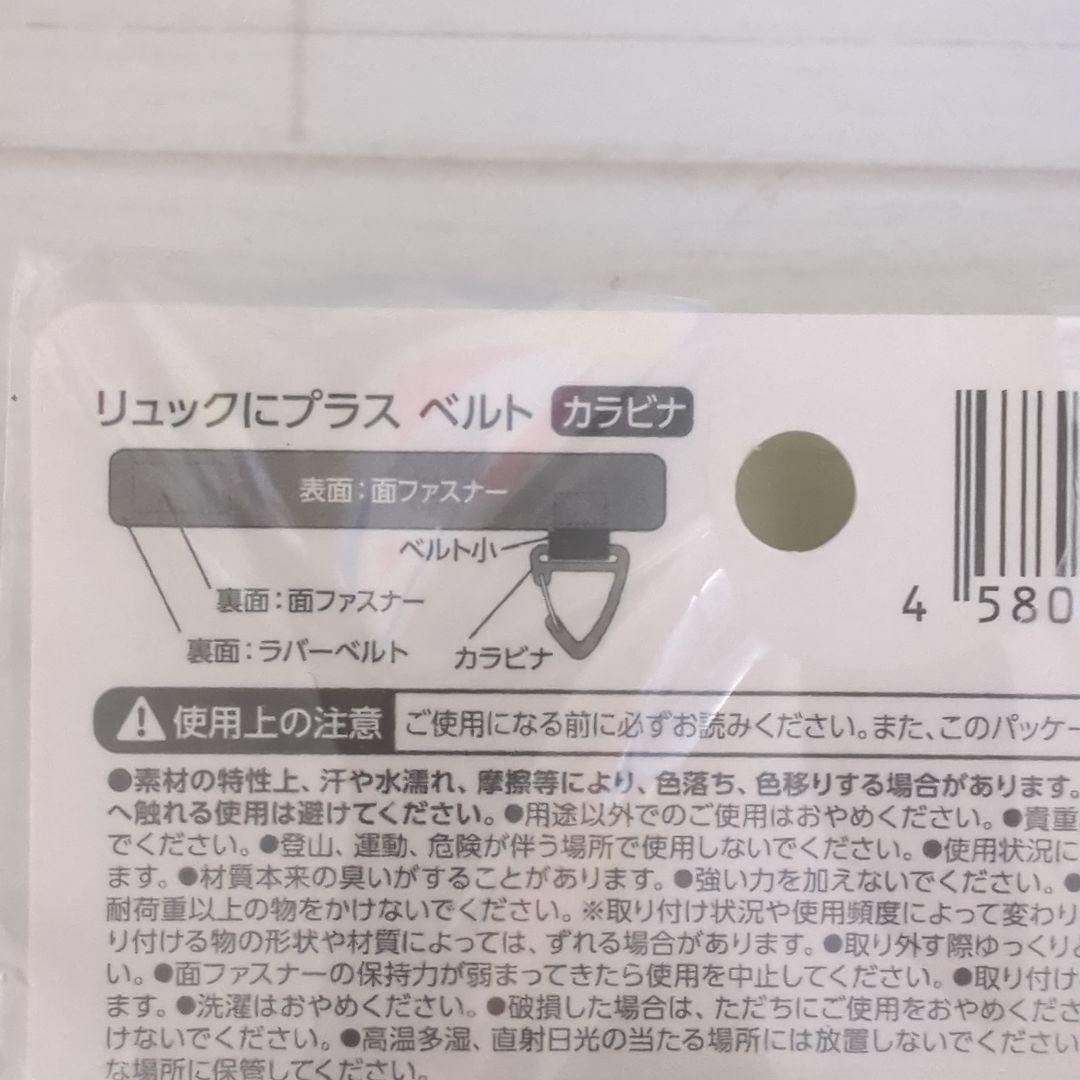 リュックにプラス ベルト カラビナ
表面：面ファスナー
ベルト小
裏面：面ファスナー
裏面：ラバーベルト
カラビナ
4 580
使用上の注意 ご使用になる前に必ずお読みください。また、このパッケー
●素材の特性上、汗や水濡れ、摩擦等により、色落ち、色移りする場合があります。
へ触れる使用は避けてください。●用途以外でのご使用はおやめください。●貴重
でください。●登山、運動、危険が伴う場所で使用しないでください。●使用状況に
ます。●材質本来の臭いがすることがあります。●強い力を加えないでください。●
耐荷重以上の物をかけないでください。※取り付け状況や使用頻度によって変わり
り付ける物の形状や材質によっては、ずれる場合があります。●取り外す際ゆっくりと
い。●面ファスナーの保持力が弱まってきたら使用を中止してください。●取り付け
ます。●洗濯はおやめください。●破損した場合は、ただちにご使用をおやめくださ
けないでください。●高温多湿、直射日光の当たる場所には放置しないでください
な場所に保管してください。